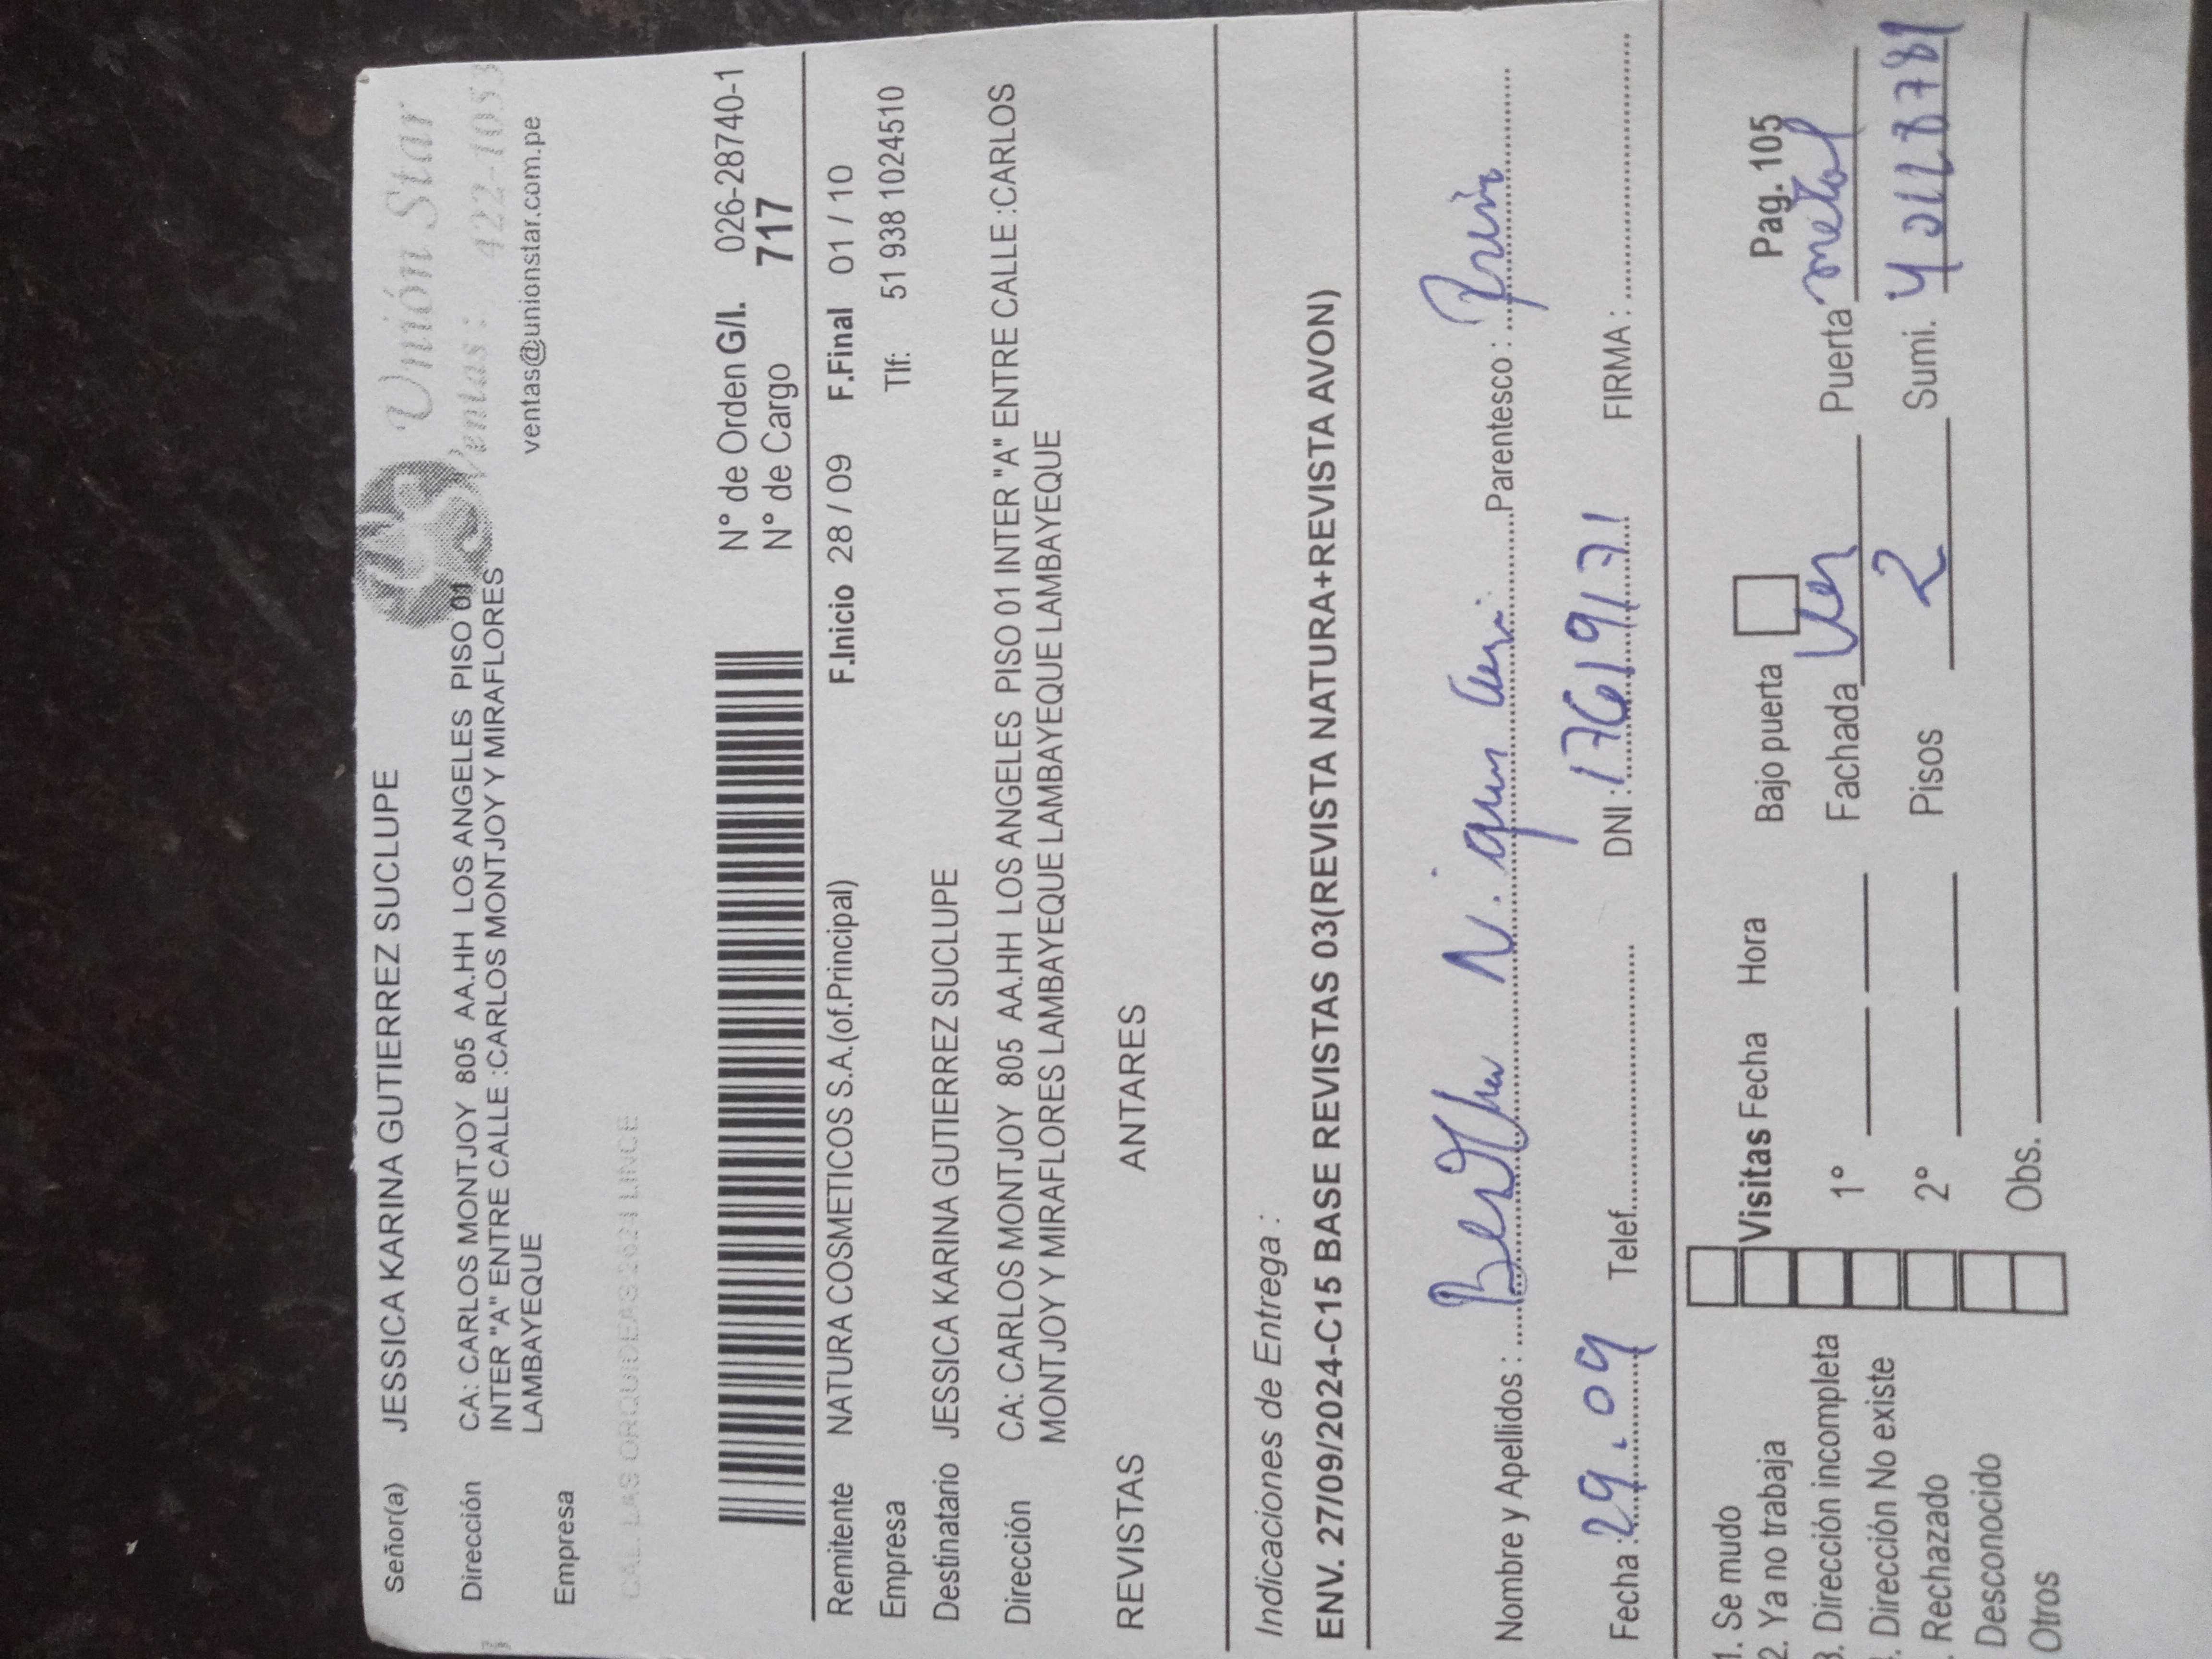 Unión Star
Ventas: 422-105
ventas@unionstar.com.pe
Señor(a) JESSICA KARINA GUTIERREZ SUCLUPE
Dirección CA: CARLOS MONTJOY 805 AA.HH LOS ANGELES PISO 01
INTER "A" ENTRE CALLE :CARLOS MONTJOY Y MIRAFLORES
LAMBAYEQUE
Empresa
CAL. LAS ORQUIDEAS 2624 LINCE
N° de Orden G/I. 026-28740-1
N° de Cargo 717
Remitente NATURA COSMETICOS S.A.(of.Principal) F.Inicio 28 / 09 F.Final 01 / 10
Empresa Tlf: 51 938 1024510
Destinatario JESSICA KARINA GUTIERREZ SUCLUPE
Dirección CA: CARLOS MONTJOY 805 AA.HH LOS ANGELES PISO 01 INTER "A" ENTRE CALLE :CARLOS
MONTJOY Y MIRAFLORES LAMBAYEQUE LAMBAYEQUE LAMBAYEQUE
REVISTAS ANTARES
Indicaciones de Entrega :
ENV. 27/09/2024-C15 BASE REVISTAS 03(REVISTA NATURA+REVISTA AVON)
Nombre y Apellidos : N. Parentesco :
Fecha : 29.09 Telef. DNI : 17619171 FIRMA :
1. Se mudo
2. Ya no trabaja Visitas Fecha Hora Bajo puerta Pag. 105
3. Dirección incompleta 1° Fachada Puerta metal
. Dirección No existe
. Rechazado 2° Pisos 2 Sumi.
Desconocido
Otros Obs.